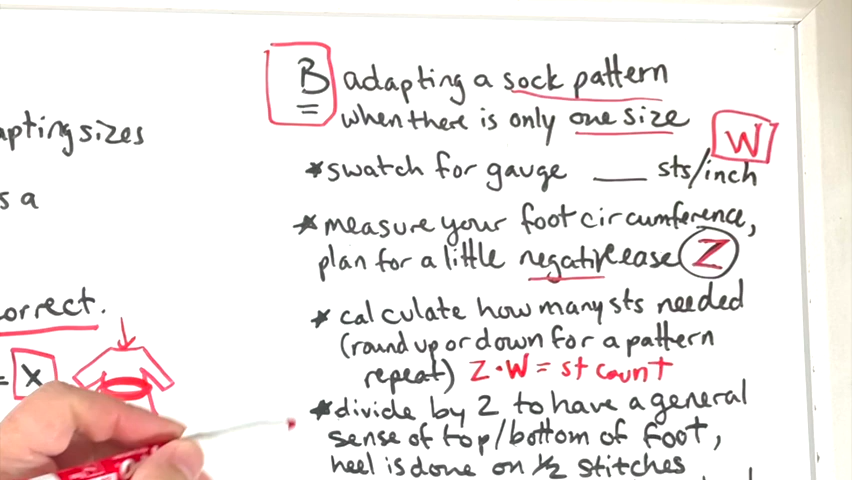 apting sizes
s a
orrect.
= X
B adapting a sock pattern
when there is only one size
W
*swatch for gauge ___ sts/inch
*measure your foot circumference,
plan for a little negative ease Z
*calculate how many sts needed
(round up or down for a pattern
repeat) Z·W = st count
*divide by 2 to have a general
sense of top/bottom of foot,
heel is done on 1/2 stitches